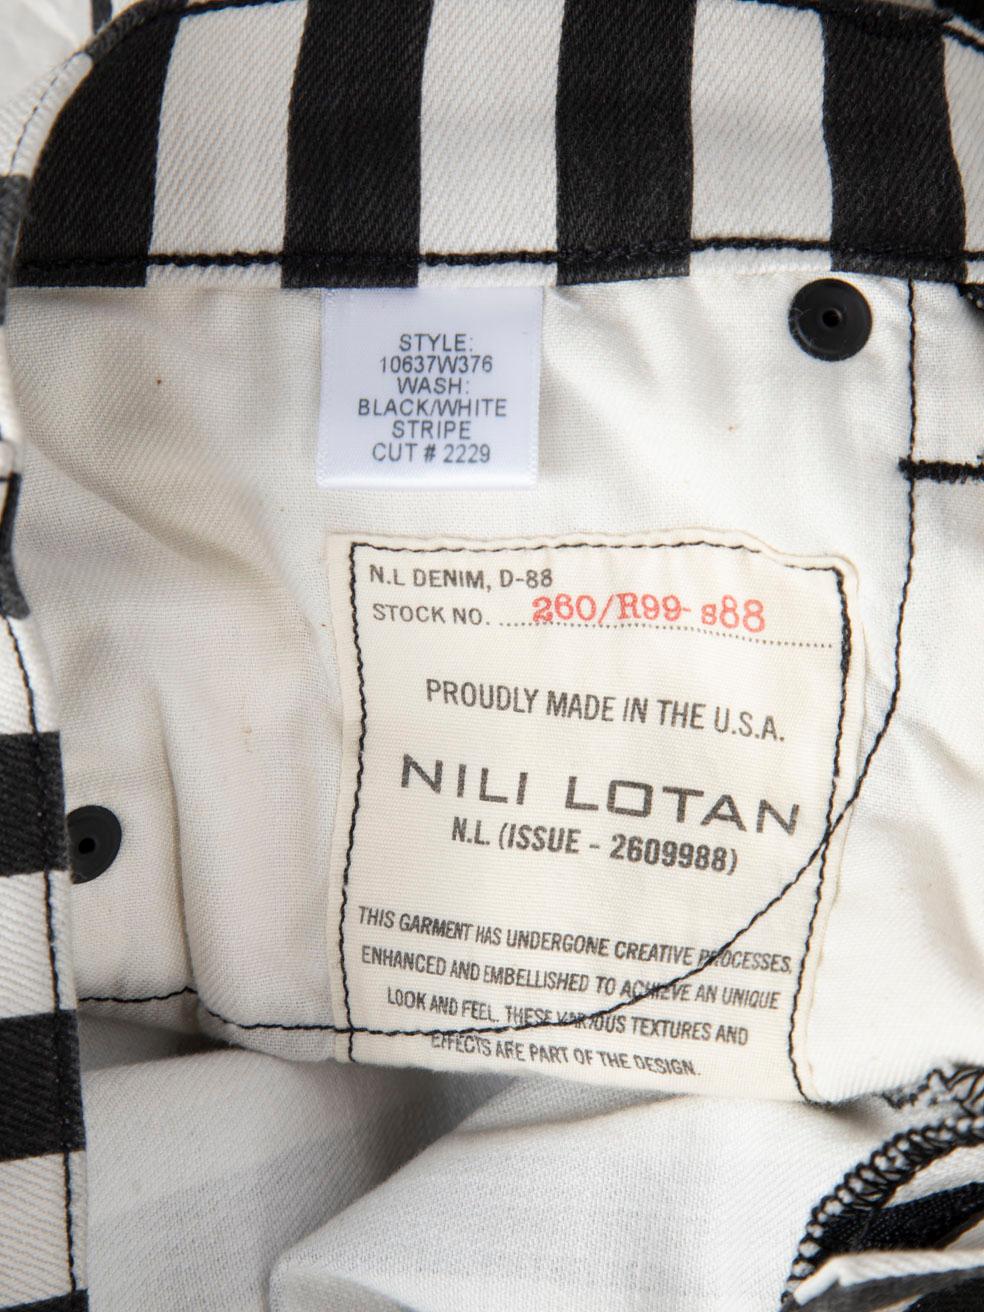 STYLE:
10637W376
WASH:
BLACK/WHITE
STRIPE
CUT # 2229
N.L DENIM, D-88
STOCK NO. ..... 260/R99- s88
PROUDLY MADE IN THE U.S.A.
NILI LOTAN
N.L. (ISSUE - 2609988)
THIS GARMENT HAS UNDERGONE CREATIVE PROCESSES,
ENHANCED AND EMBELLISHED TO ACHIEVE AN UNIQUE
LOOK AND FEEL. THESE VARIOUS TEXTURES AND
EFFECTS ARE PART OF THE DESIGN.